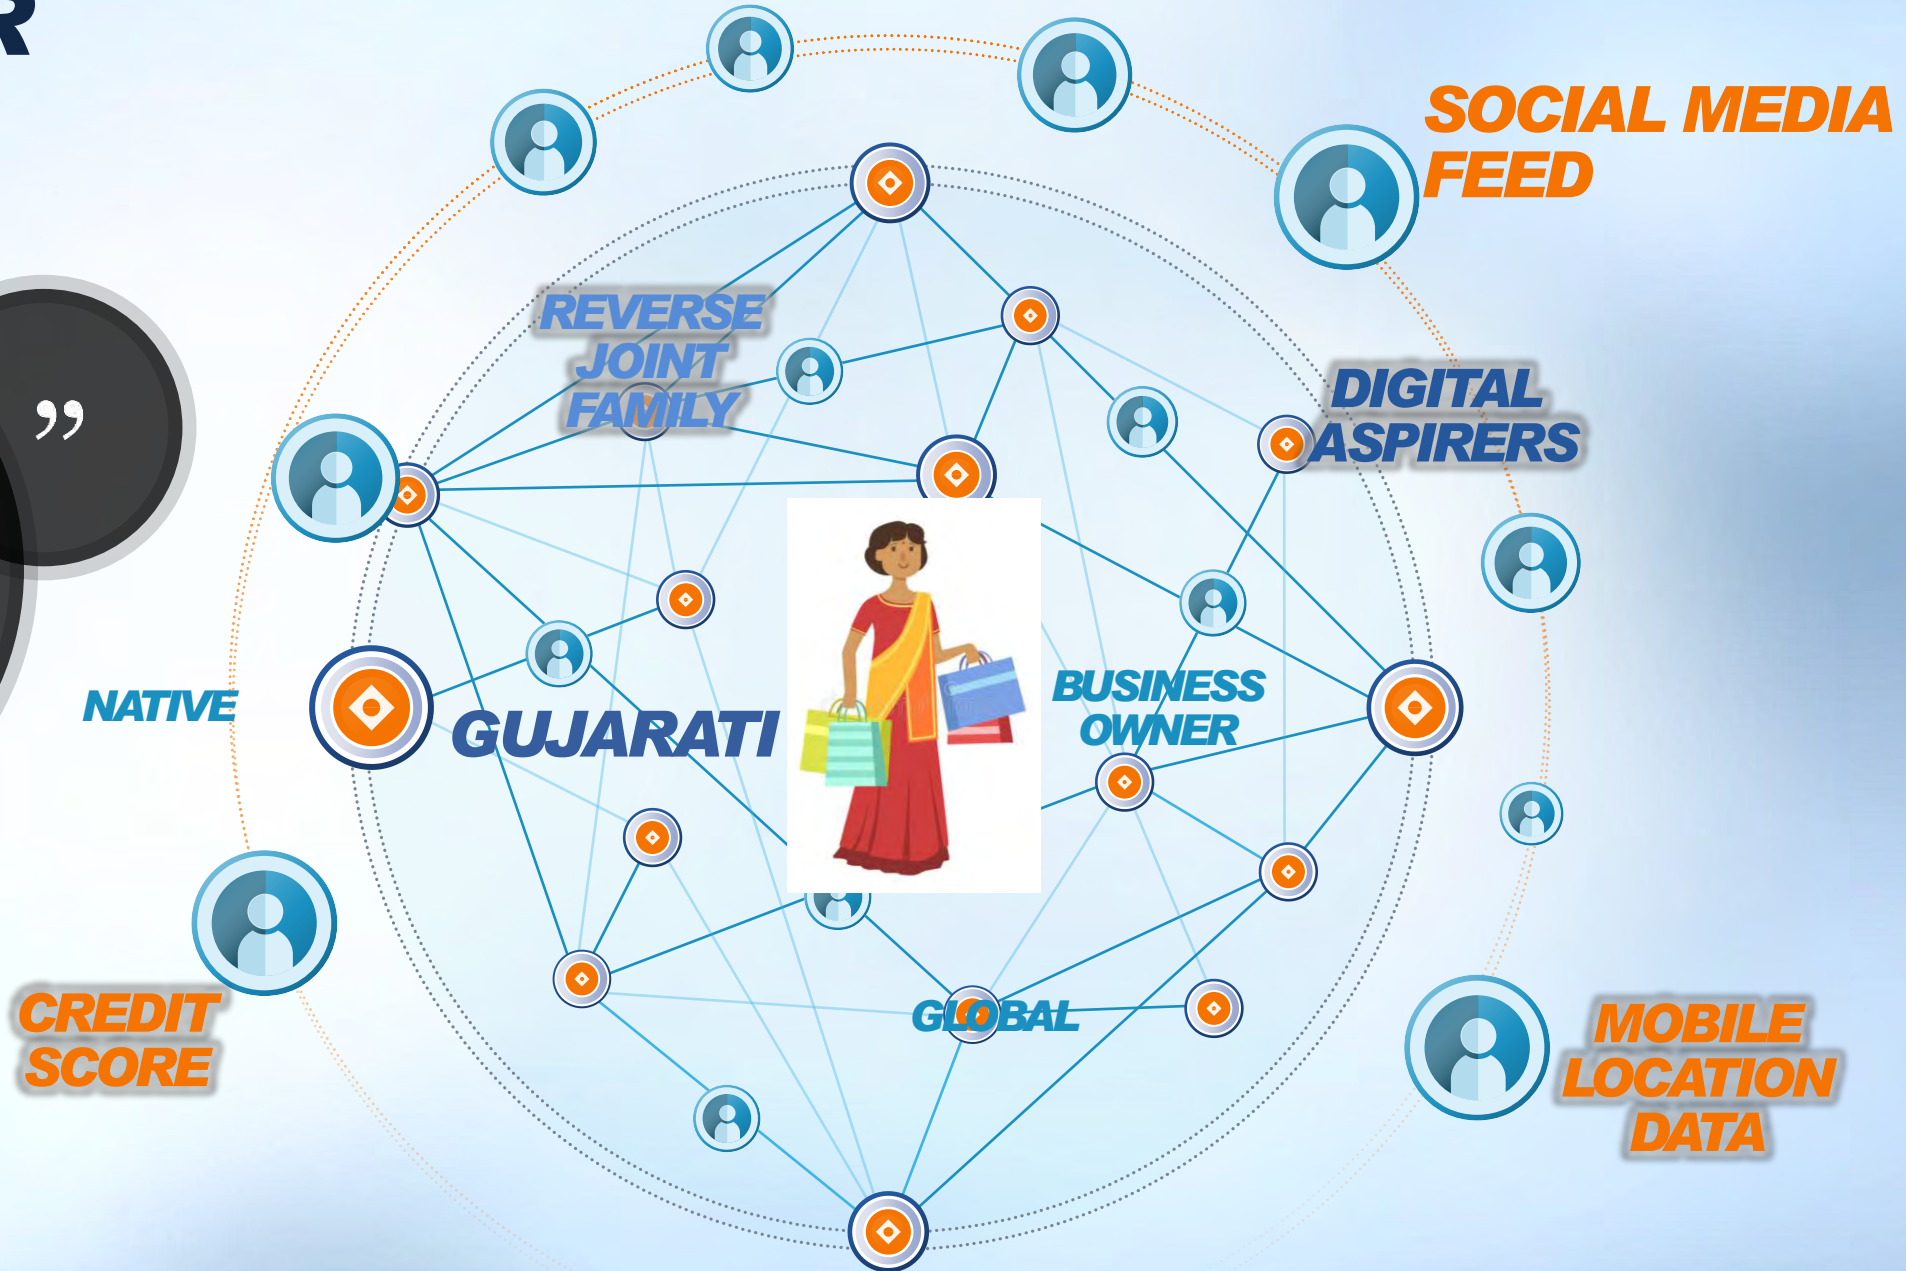 R
SOCIAL MEDIA
FEED
REVERSE
JOINT
FAMILY
DIGITAL
ASPIRERS
”
NATIVE
GUJARATI
BUSINESS
OWNER
CREDIT
SCORE
GLOBAL
MOBILE
LOCATION
DATA